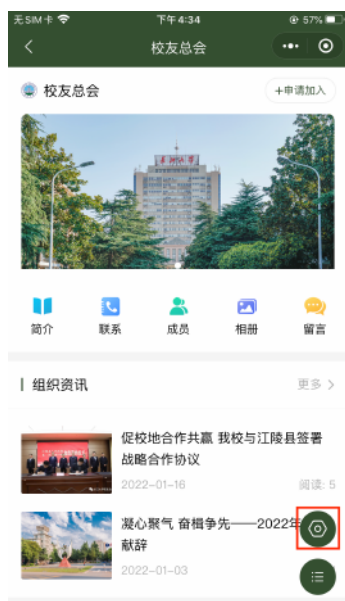 无SIM卡 下午4:34 57%
校友总会
校友总会
+申请加入
长江大学
简介 联系 成员 相册 留言
组织资讯 更多
促校地合作共赢 我校与江陵县签署
战略合作协议
2022-01-16 阅读: 5
凝心聚气 奋楫争先——2022年
献辞
2022-01-03